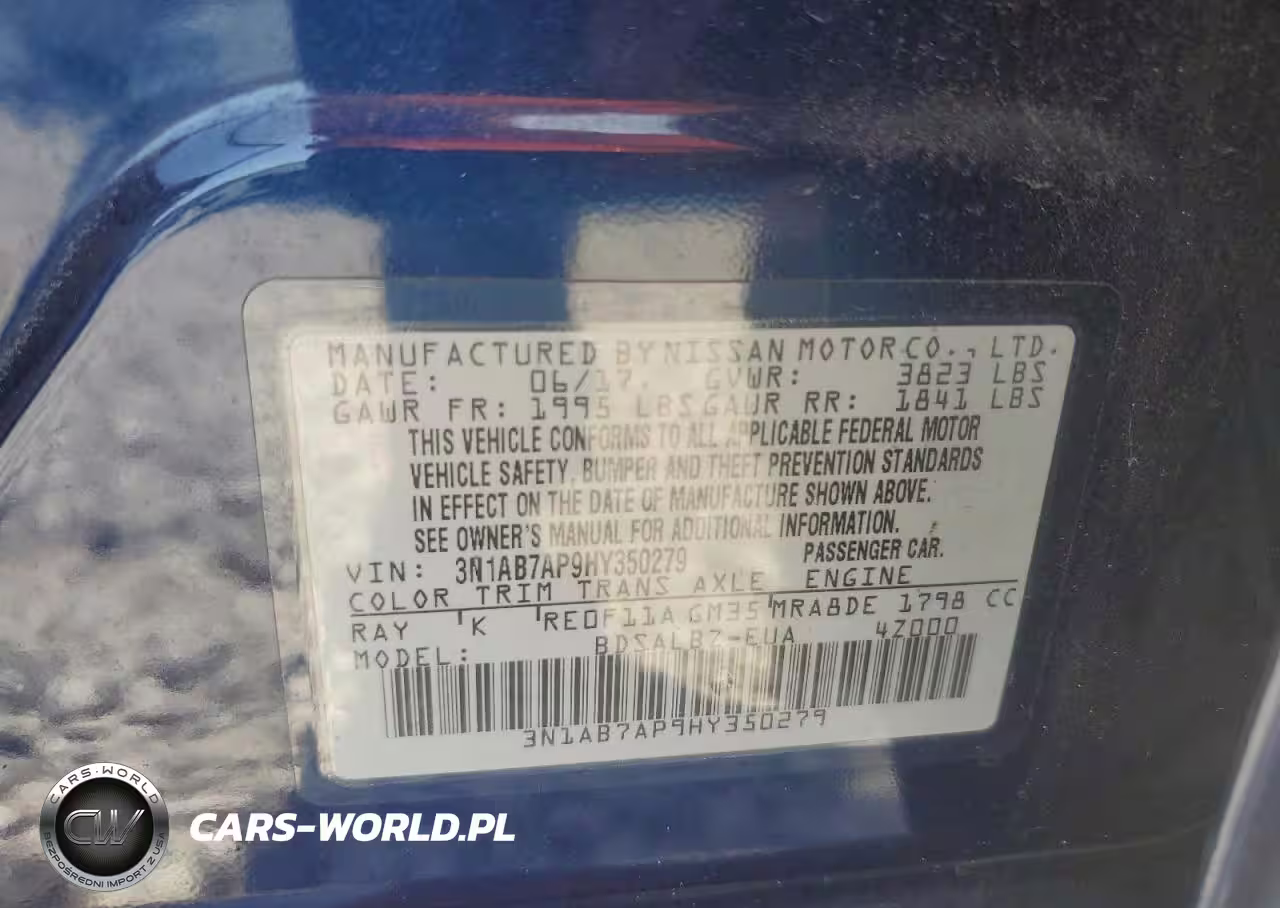 MANUFACTURED BY NISSAN MOTOR CO., LTD.
DATE: 06/17. GVWR: 3823 LBS
GAWR FR: 1995 LBS GAWR RR: 1841 LBS
THIS VEHICLE CONFORMS TO ALL APPLICABLE FEDERAL MOTOR
VEHICLE SAFETY, BUMPER AND THEFT PREVENTION STANDARDS
IN EFFECT ON THE DATE OF MANUFACTURE SHOWN ABOVE.
SEE OWNER'S MANUAL FOR ADDITIONAL INFORMATION.
VIN: 3N1AB7AP9HY350279 PASSENGER CAR.
COLOR TRIM TRANS AXLE ENGINE
RAY K RE0F11A GM35 MRA8DE 1798 CC
MODEL: BDSALBZ-EUA 4Z000
3N1AB7AP9HY350279
CARS-WORLD
CW
BEZPOŚREDNI IMPORT Z USA
CARS-WORLD.PL